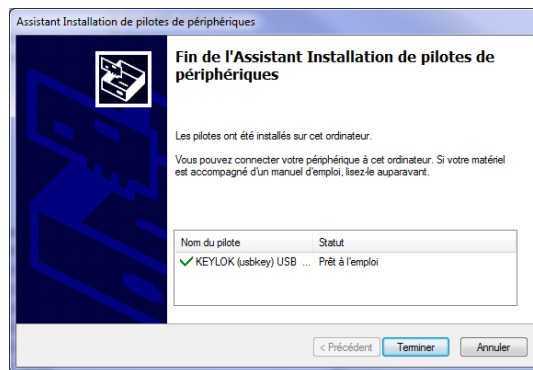 Assistant Installation de pilotes de périphériques
Fin de l'Assistant Installation de pilotes de
périphériques
Les pilotes ont été installés sur cet ordinateur.
Vous pouvez connecter votre périphérique à cet ordinateur. Si votre matériel
est accompagné d'un manuel d'emploi, lisez-le auparavant.
Nom du pilote Statut
KEYLOK (usbkey) USB ... Prêt à l'emploi
< Précédent Terminer Annuler